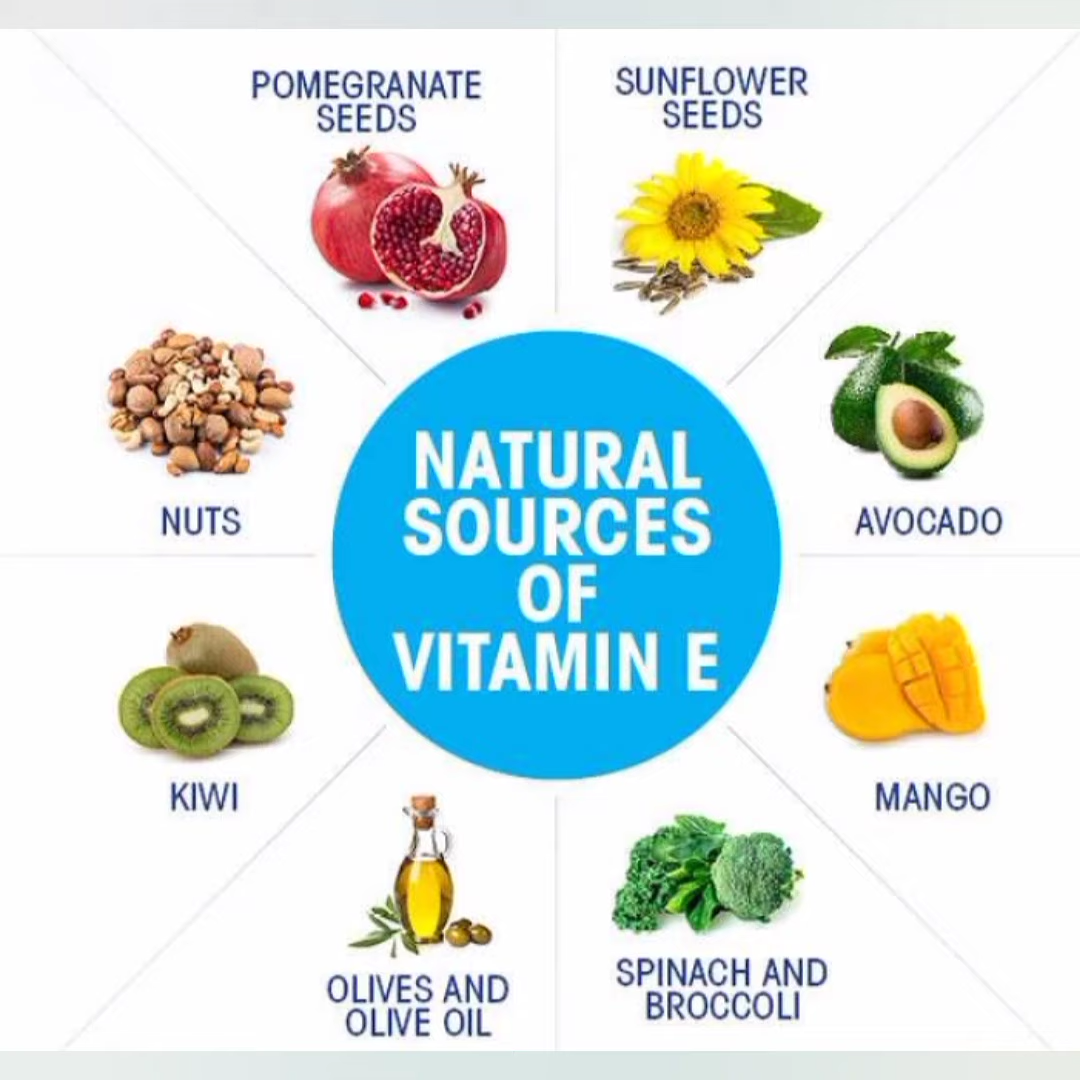 POMEGRANATE
SEEDS
SUNFLOWER
SEEDS
NUTS
AVOCADO
NATURAL
SOURCES
OF
VITAMIN E
KIWI
MANGO
OLIVES AND
OLIVE OIL
SPINACH AND
BROCCOLI